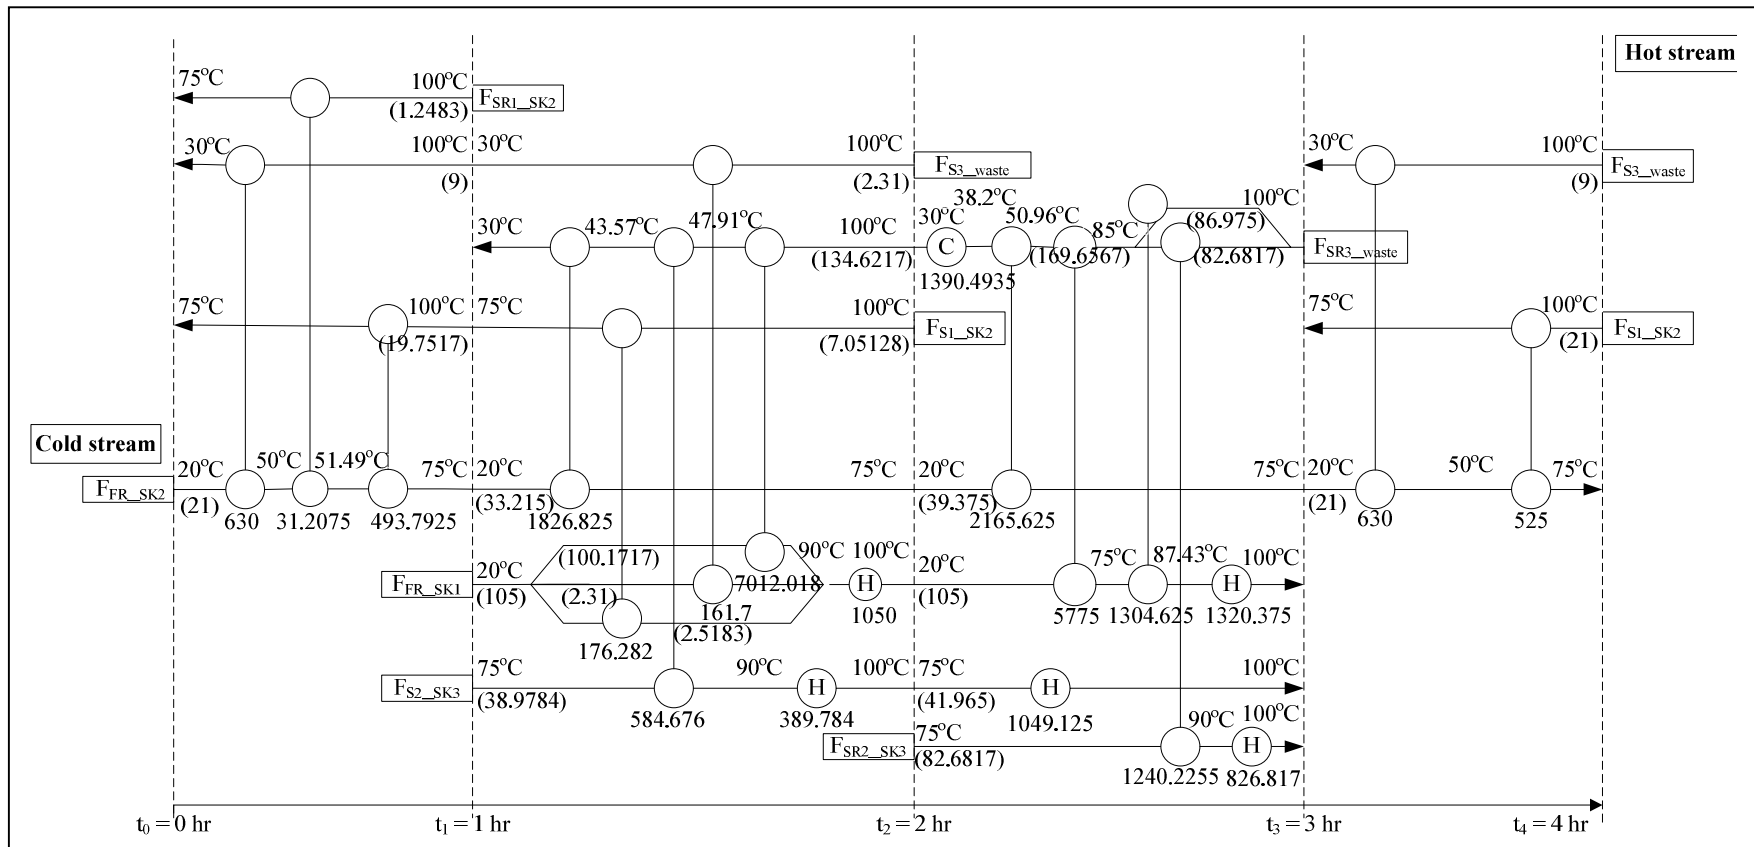 Hot stream
75°C
100°C
F_SR1_SK2
(1.2483)
30°C
100°C
30°C
100°C
F_S3_waste
30°C
100°C
F_S3_waste
(9)
(2.31)
(9)
30°C
43.57°C
47.91°C
100°C
30°C
38.2°C
50.96°C
85°C
100°C
(86.975)
C
F_SR3_waste
(134.6217)
(169.6567)
(82.6817)
1390.4935
75°C
100°C
75°C
100°C
F_S1_SK2
75°C
100°C
F_S1_SK2
(19.7517)
(7.05128)
(21)
Cold stream
20°C
50°C
51.49°C
75°C
20°C
75°C
20°C
75°C
20°C
50°C
75°C
F_FR_SK2
(21)
(33.215)
(39.375)
(21)
630
31.2075
493.7925
1826.825
2165.625
630
525
(100.1717)
90°C
100°C
20°C
75°C
87.43°C
100°C
20°C
7012.018
F_FR_SK1
H
H
(105)
(2.31)
(105)
161.7
1050
5775
1304.625
1320.375
(2.5183)
176.282
75°C
90°C
100°C
75°C
100°C
F_S2_SK3
H
H
(38.9784)
(41.965)
584.676
389.784
1049.125
75°C
90°C
100°C
F_SR2_SK3
H
(82.6817)
1240.2255
826.817
t₀ = 0 hr
t₁ = 1 hr
t₂ = 2 hr
t₃ = 3 hr
t₄ = 4 hr